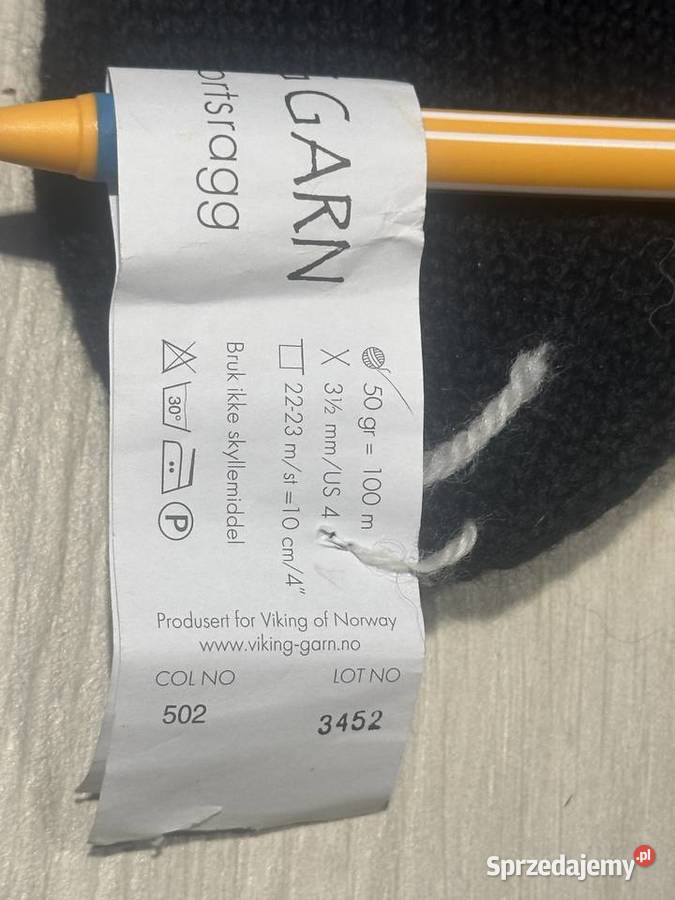 GARN
ortsragg
50 gr = 100 m
3½ mm/US 4
22-23 m/st =10 cm/4"
Bruk ikke skyllemiddel
30° P
Produsert for Viking of Norway
www.viking-garn.no
COL NO LOT NO
502 3452
Sprzedajemy.pl